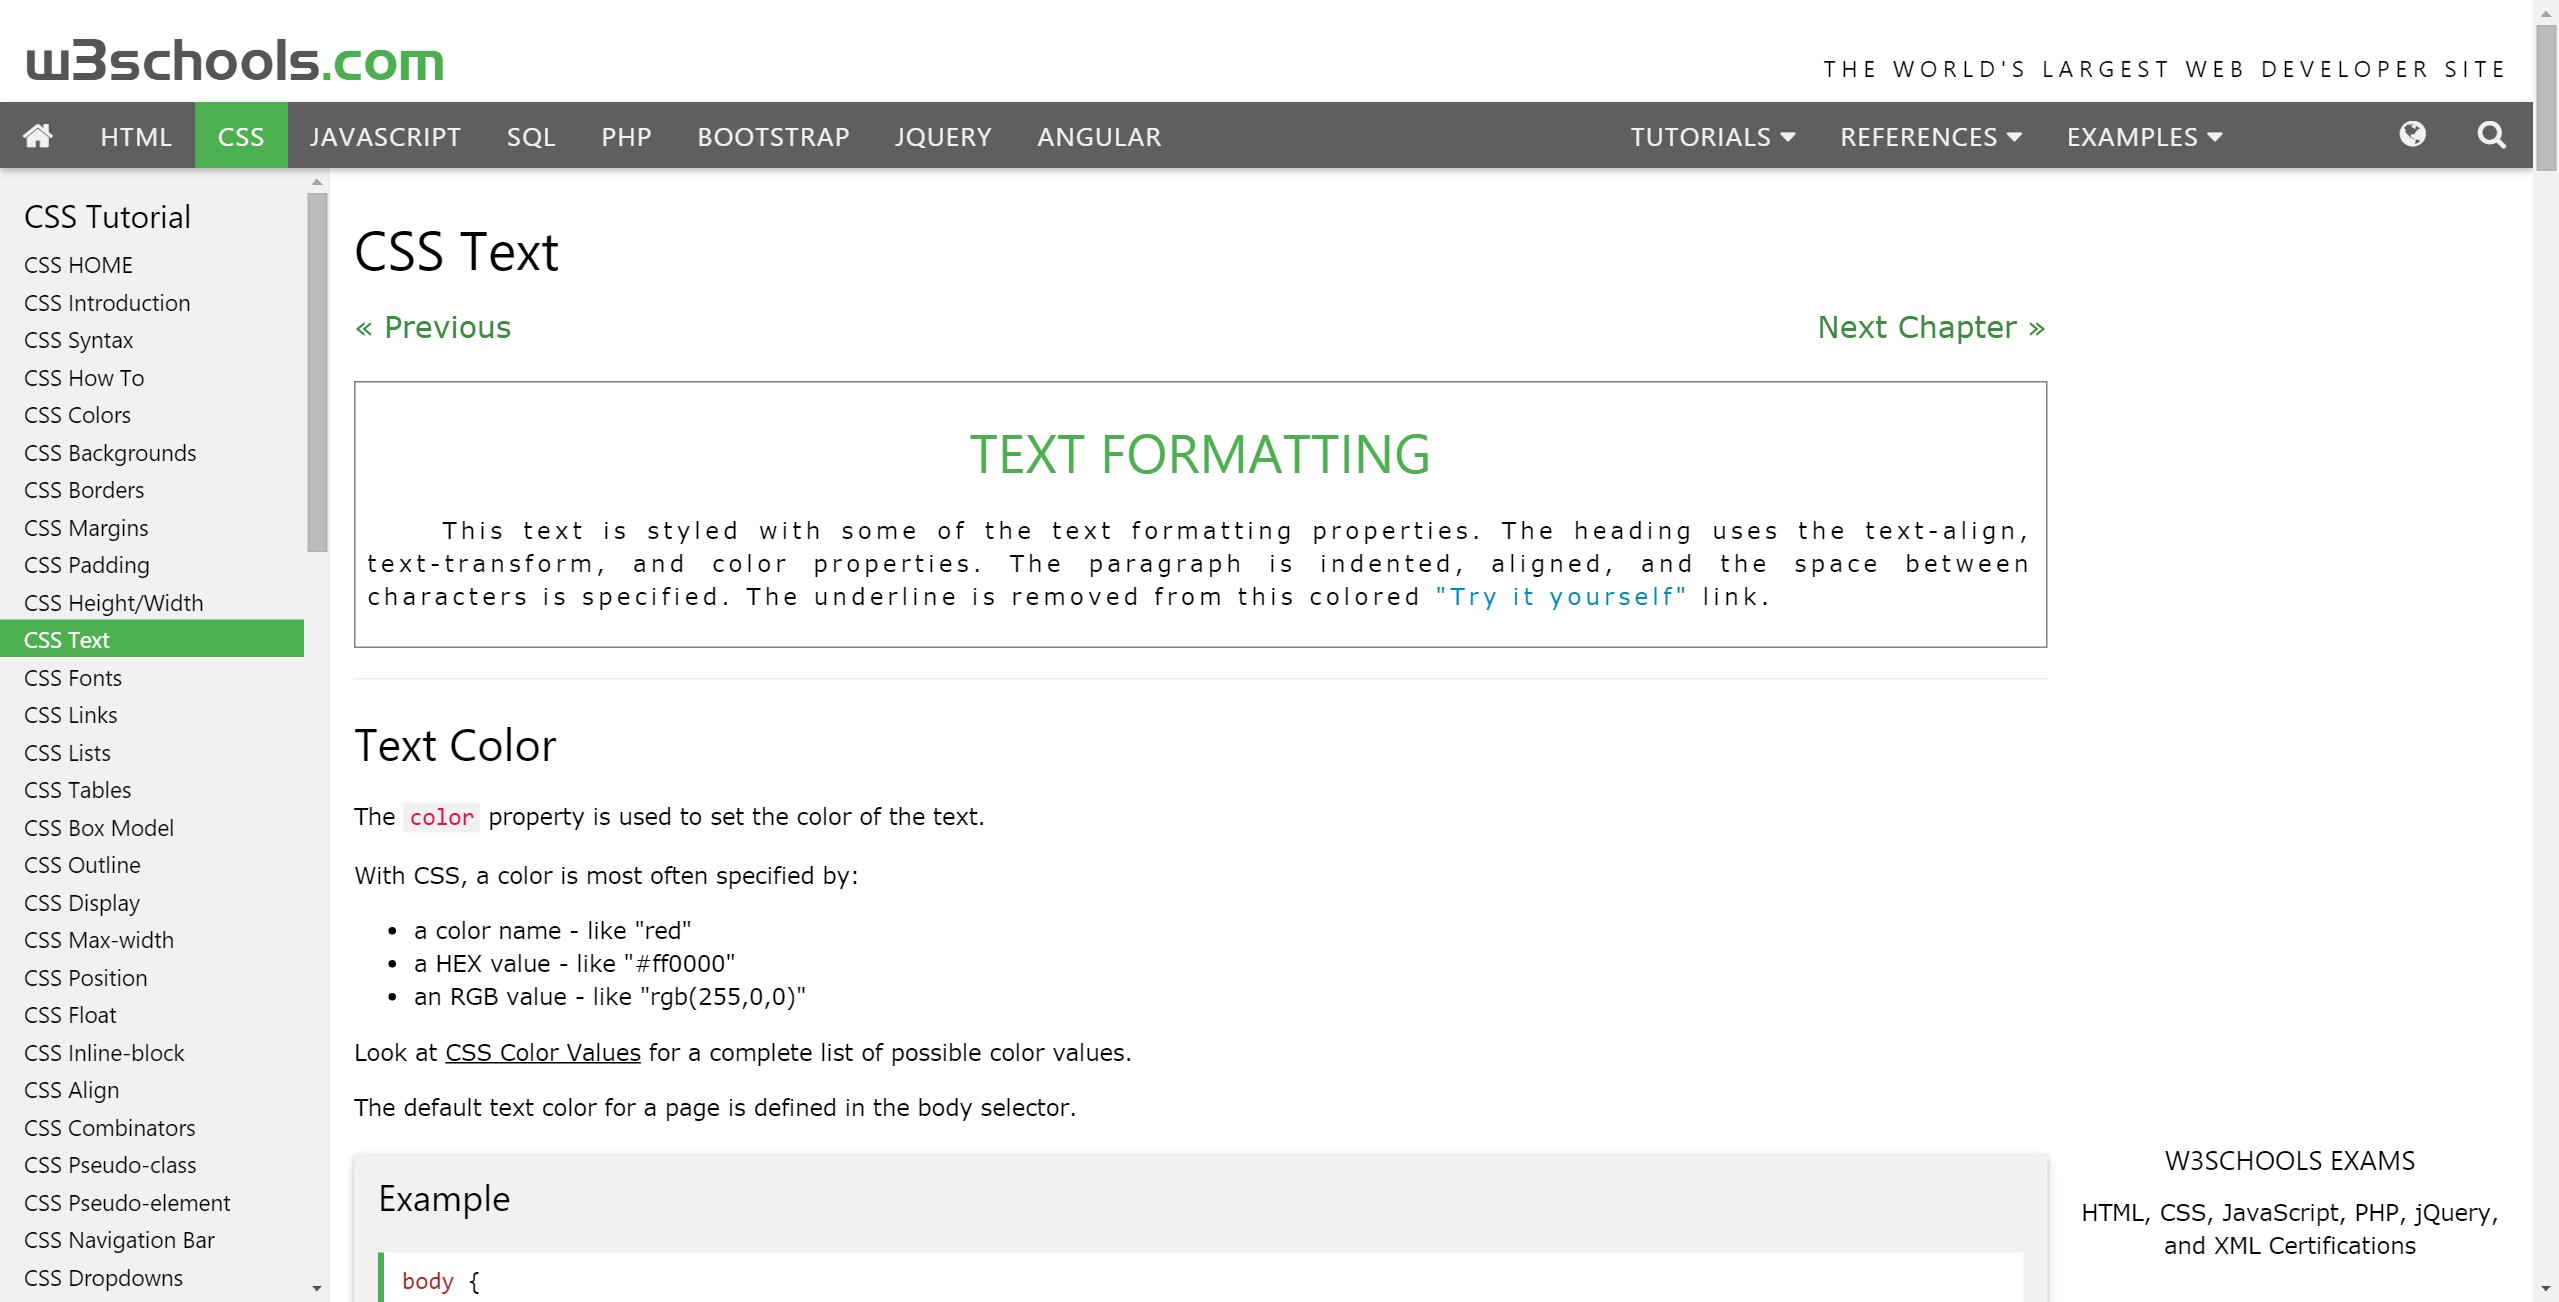 w3schools.com
THE WORLD'S LARGEST WEB DEVELOPER SITE
HTML CSS JAVASCRIPT SQL PHP BOOTSTRAP JQUERY ANGULAR TUTORIALS REFERENCES EXAMPLES
CSS Tutorial
CSS HOME
CSS Introduction
CSS Syntax
CSS How To
CSS Colors
CSS Backgrounds
CSS Borders
CSS Margins
CSS Padding
CSS Height/Width
CSS Text
CSS Fonts
CSS Links
CSS Lists
CSS Tables
CSS Box Model
CSS Outline
CSS Display
CSS Max-width
CSS Position
CSS Float
CSS Inline-block
CSS Align
CSS Combinators
CSS Pseudo-class
CSS Pseudo-element
CSS Navigation Bar
CSS Dropdowns
CSS Text
« Previous
Next Chapter »
TEXT FORMATTING
This text is styled with some of the text formatting properties. The heading uses the text-align,
text-transform, and color properties. The paragraph is indented, aligned, and the space between
characters is specified. The underline is removed from this colored "Try it yourself" link.
Text Color
The color property is used to set the color of the text.
With CSS, a color is most often specified by:
• a color name - like "red"
• a HEX value - like "#ff0000"
• an RGB value - like "rgb(255,0,0)"
Look at CSS Color Values for a complete list of possible color values.
The default text color for a page is defined in the body selector.
Example
body {
W3SCHOOLS EXAMS
HTML, CSS, JavaScript, PHP, jQuery,
and XML Certifications